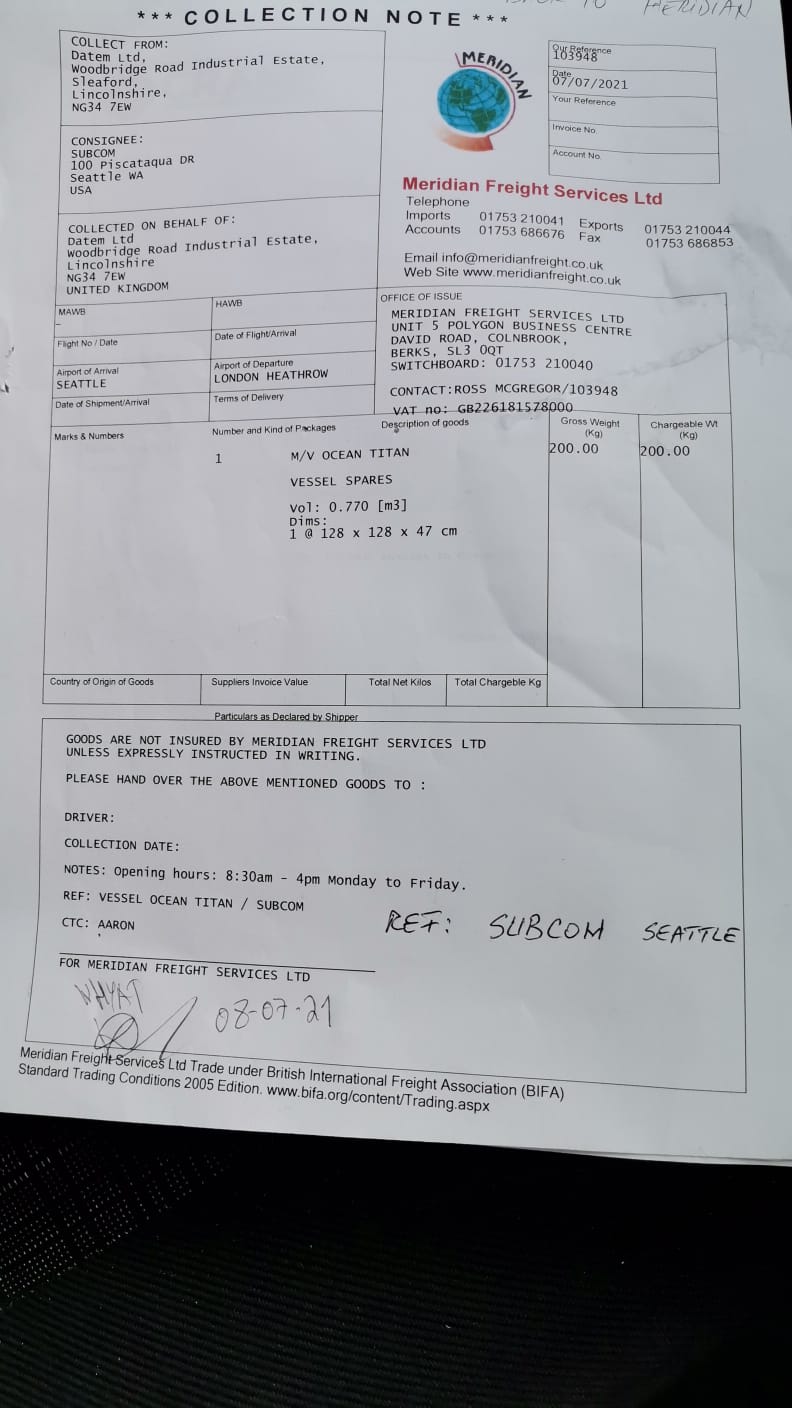 TO MERIDIAN
*** COLLECTION NOTE ***
COLLECT FROM:
Datem Ltd,
Woodbridge Road Industrial Estate,
Sleaford,
Lincolnshire,
NG34 7EW
MERIDIAN
Our Reference
103948
Date
07/07/2021
Your Reference
Invoice No.
Account No.
CONSIGNEE:
SUBCOM
100 Piscataqua DR
Seattle WA
USA
Meridian Freight Services Ltd
Telephone
Imports 01753 210041 Exports 01753 210044
Accounts 01753 686676 Fax 01753 686853
Email info@meridianfreight.co.uk
Web Site www.meridianfreight.co.uk
COLLECTED ON BEHALF OF:
Datem Ltd
Woodbridge Road Industrial Estate,
Lincolnshire
NG34 7EW
UNITED KINGDOM
MAWB
–
HAWB
Flight No / Date
Date of Flight/Arrival
Airport of Arrival
SEATTLE
Airport of Departure
LONDON HEATHROW
Date of Shipment/Arrival
Terms of Delivery
OFFICE OF ISSUE
MERIDIAN FREIGHT SERVICES LTD
UNIT 5 POLYGON BUSINESS CENTRE
DAVID ROAD, COLNBROOK,
BERKS, SL3 0QT
SWITCHBOARD: 01753 210040
CONTACT:ROSS MCGREGOR/103948
VAT no: GB226181578000
Marks & Numbers
Number and Kind of Packages
Description of goods
Gross Weight
(Kg)
Chargeable Wt
(Kg)
1 M/V OCEAN TITAN 200.00 200.00
VESSEL SPARES
Vol: 0.770 [m3]
Dims:
1 @ 128 x 128 x 47 cm
Country of Origin of Goods
Suppliers Invoice Value
Total Net Kilos
Total Chargeble Kg
Particulars as Declared by Shipper
GOODS ARE NOT INSURED BY MERIDIAN FREIGHT SERVICES LTD
UNLESS EXPRESSLY INSTRUCTED IN WRITING.
PLEASE HAND OVER THE ABOVE MENTIONED GOODS TO :
DRIVER:
COLLECTION DATE:
NOTES: Opening hours: 8:30am - 4pm Monday to Friday.
REF: VESSEL OCEAN TITAN / SUBCOM
CTC: AARON
REF: SUBCOM SEATTLE
FOR MERIDIAN FREIGHT SERVICES LTD
08-07-21
Meridian Freight Services Ltd Trade under British International Freight Association (BIFA)
Standard Trading Conditions 2005 Edition. www.bifa.org/content/Trading.aspx